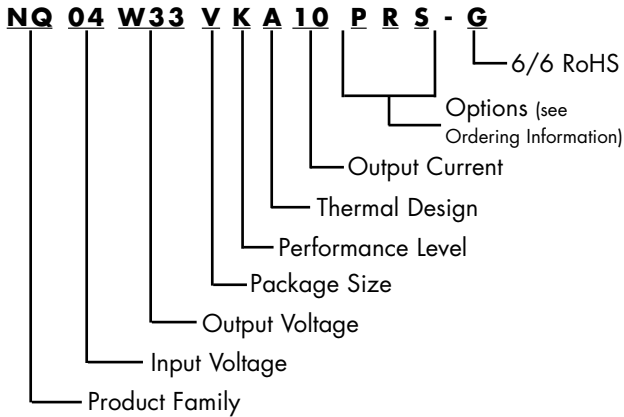 NQ 04 W33 V K A 10 P R S - G
6/6 RoHS
Options (see
Ordering Information)
Output Current
Thermal Design
Performance Level
Package Size
Output Voltage
Input Voltage
Product Family